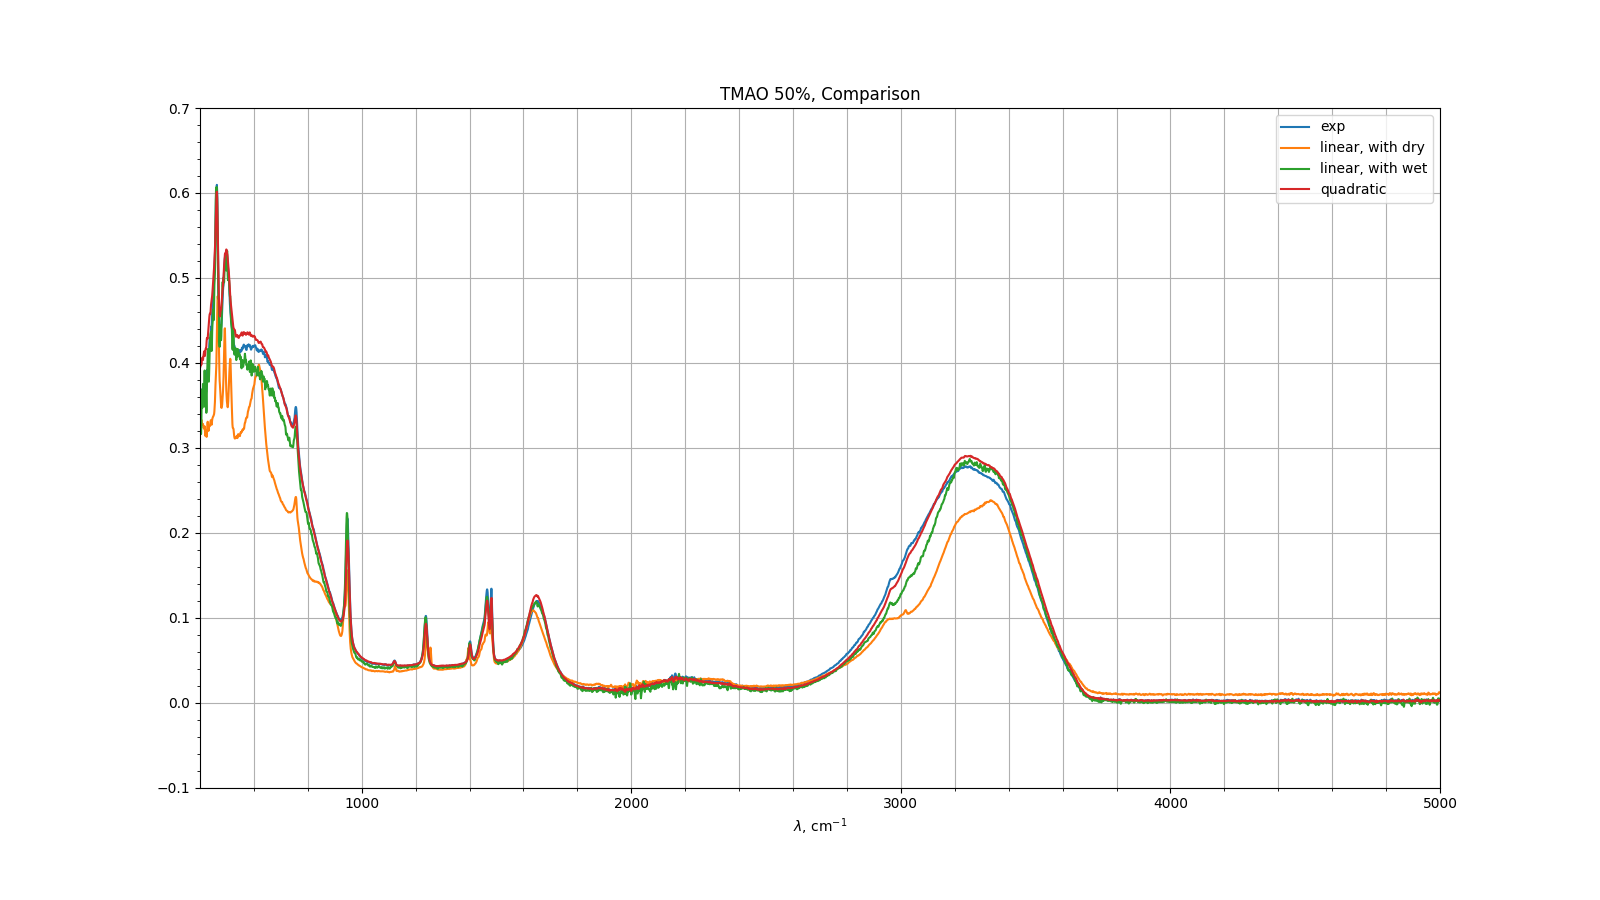 TMAO 50%, Comparison
0.7
0.6
0.5
0.4
0.3
0.2
0.1
0.0
−0.1
exp
linear, with dry
linear, with wet
quadratic
1000
2000
3000
4000
5000
λ, cm⁻¹